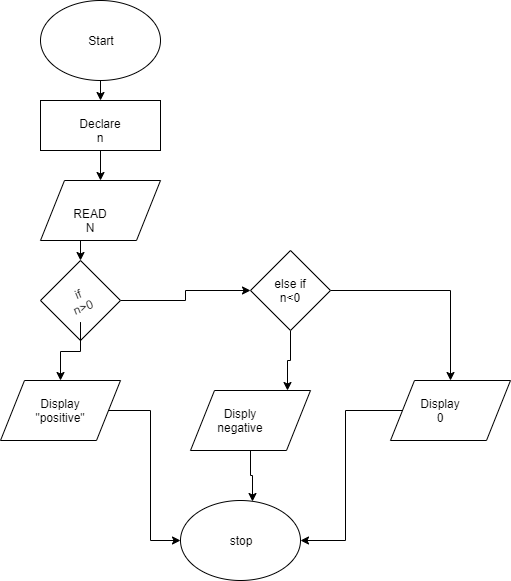 Start
Declare
n
READ
N
if
n>0
else if
n<0
Display
"positive"
Disply
negative
Display
0
stop